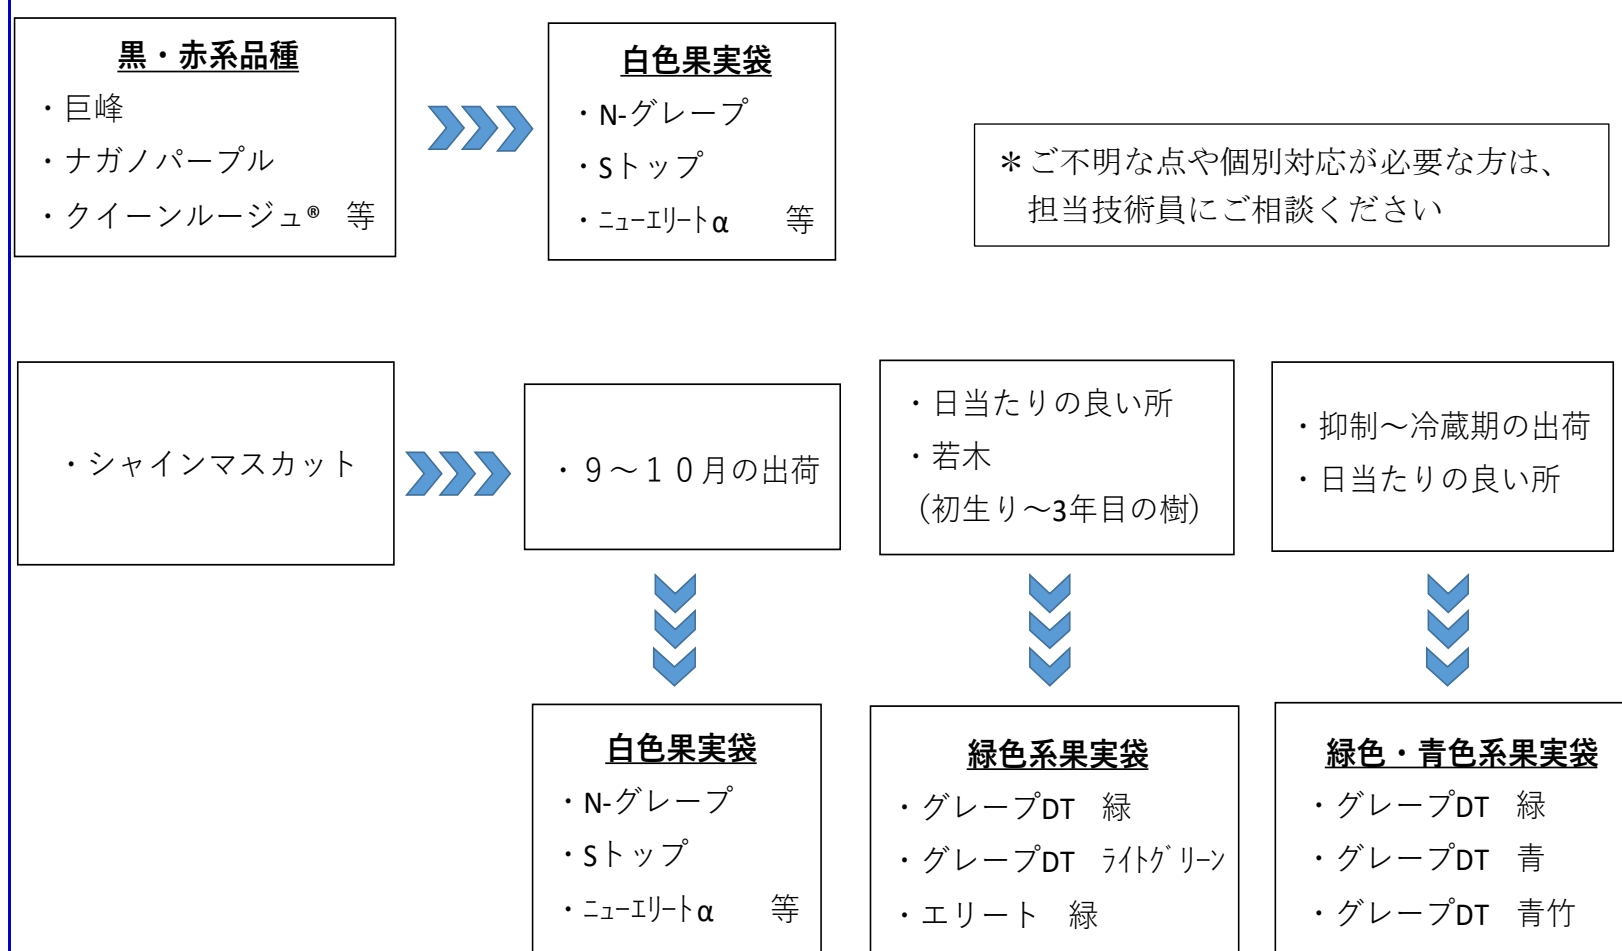 黒・赤系品種
・巨峰
・ナガノパープル
・クイーンルージュ® 等
白色果実袋
・N-グレープ
・Sトップ
・ﾆｭｰｴﾘｰﾄα 等
＊ご不明な点や個別対応が必要な方は、
担当技術員にご相談ください
・シャインマスカット
・９～１０月の出荷
・日当たりの良い所
・若木
（初生り～3年目の樹）
・抑制～冷蔵期の出荷
・日当たりの良い所
白色果実袋
・N-グレープ
・Sトップ
・ﾆｭｰｴﾘｰﾄα 等
緑色系果実袋
・グレープDT 緑
・グレープDT ﾗｲﾄｸﾞﾘｰﾝ
・エリート 緑
緑色・青色系果実袋
・グレープDT 緑
・グレープDT 青
・グレープDT 青竹